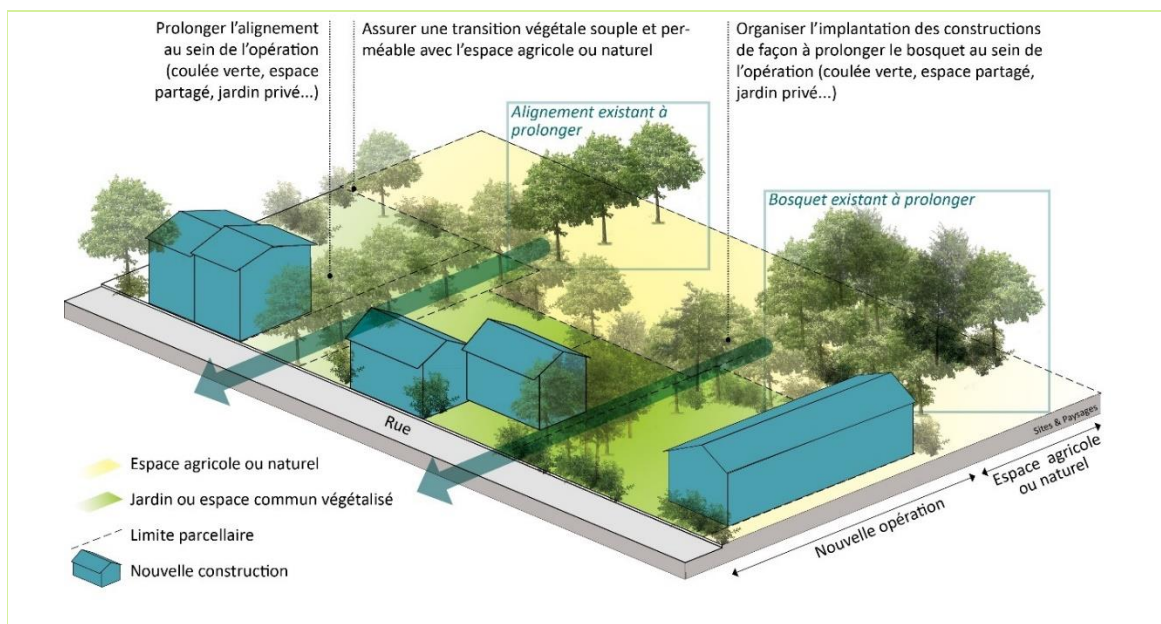 Prolonger l’alignement
au sein de l’opération
(coulée verte, espace
partagé, jardin privé...)
Assurer une transition végétale souple et per-
méable avec l’espace agricole ou naturel
Organiser l’implantation des constructions
de façon à prolonger le bosquet au sein de
l’opération (coulée verte, espace partagé,
jardin privé...)
Alignement existant à
prolonger
Bosquet existant à prolonger
Rue
Sites & Paysages
Espace agricole
ou naturel
Nouvelle opération
Espace agricole ou naturel
Jardin ou espace commun végétalisé
Limite parcellaire
Nouvelle construction